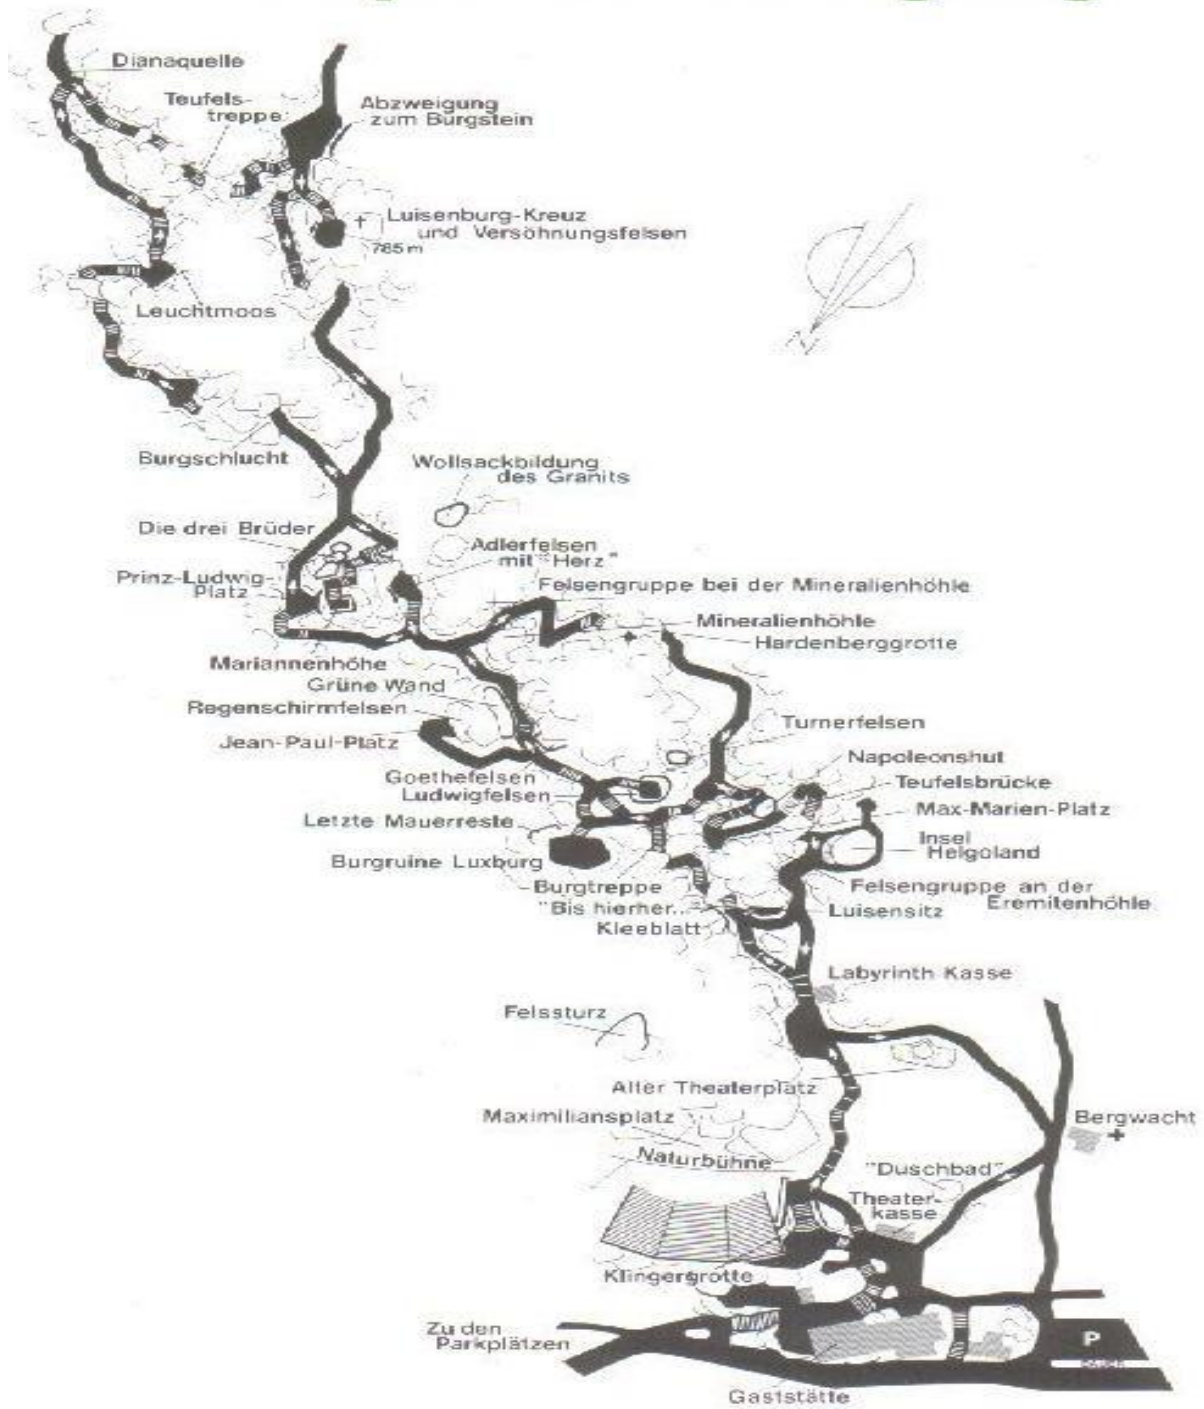 Dianaquelle
Teufels-
treppe
Abzweigung
zum Burgstein
Luisenburg-Kreuz
und Versöhnungsfelsen
785 m
Leuchtmoos
N
Burgschlucht
Wollsackbildung
des Granits
Die drei Brüder
Adlerfelsen
mit "Herz"
Prinz-Ludwig-
Platz
Felsengruppe bei der Mineralienhöhle
Mineralienhöhle
Hardenberggrotte
Mariannenhöhe
Grüne Wand
Regenschirmfelsen
Jean-Paul-Platz
Turnerfelsen
Napoleonshut
Goethefelsen
Teufelsbrücke
Ludwigfelsen
Max-Marien-Platz
Letzte Mauerreste
Insel
Helgoland
Burgruine Luxburg
Burgtreppe
Felsengruppe an der
Eremitenhöhle
"Bis hierher...
Luisensitz
Kleeblatt
Labyrinth Kasse
Felssturz
Alter Theaterplatz
Maximiliansplatz
Bergwacht
Naturbühne
"Duschbad"
Theater-
kasse
Klingergrotte
Zu den
Parkplätzen
P
Gaststätte